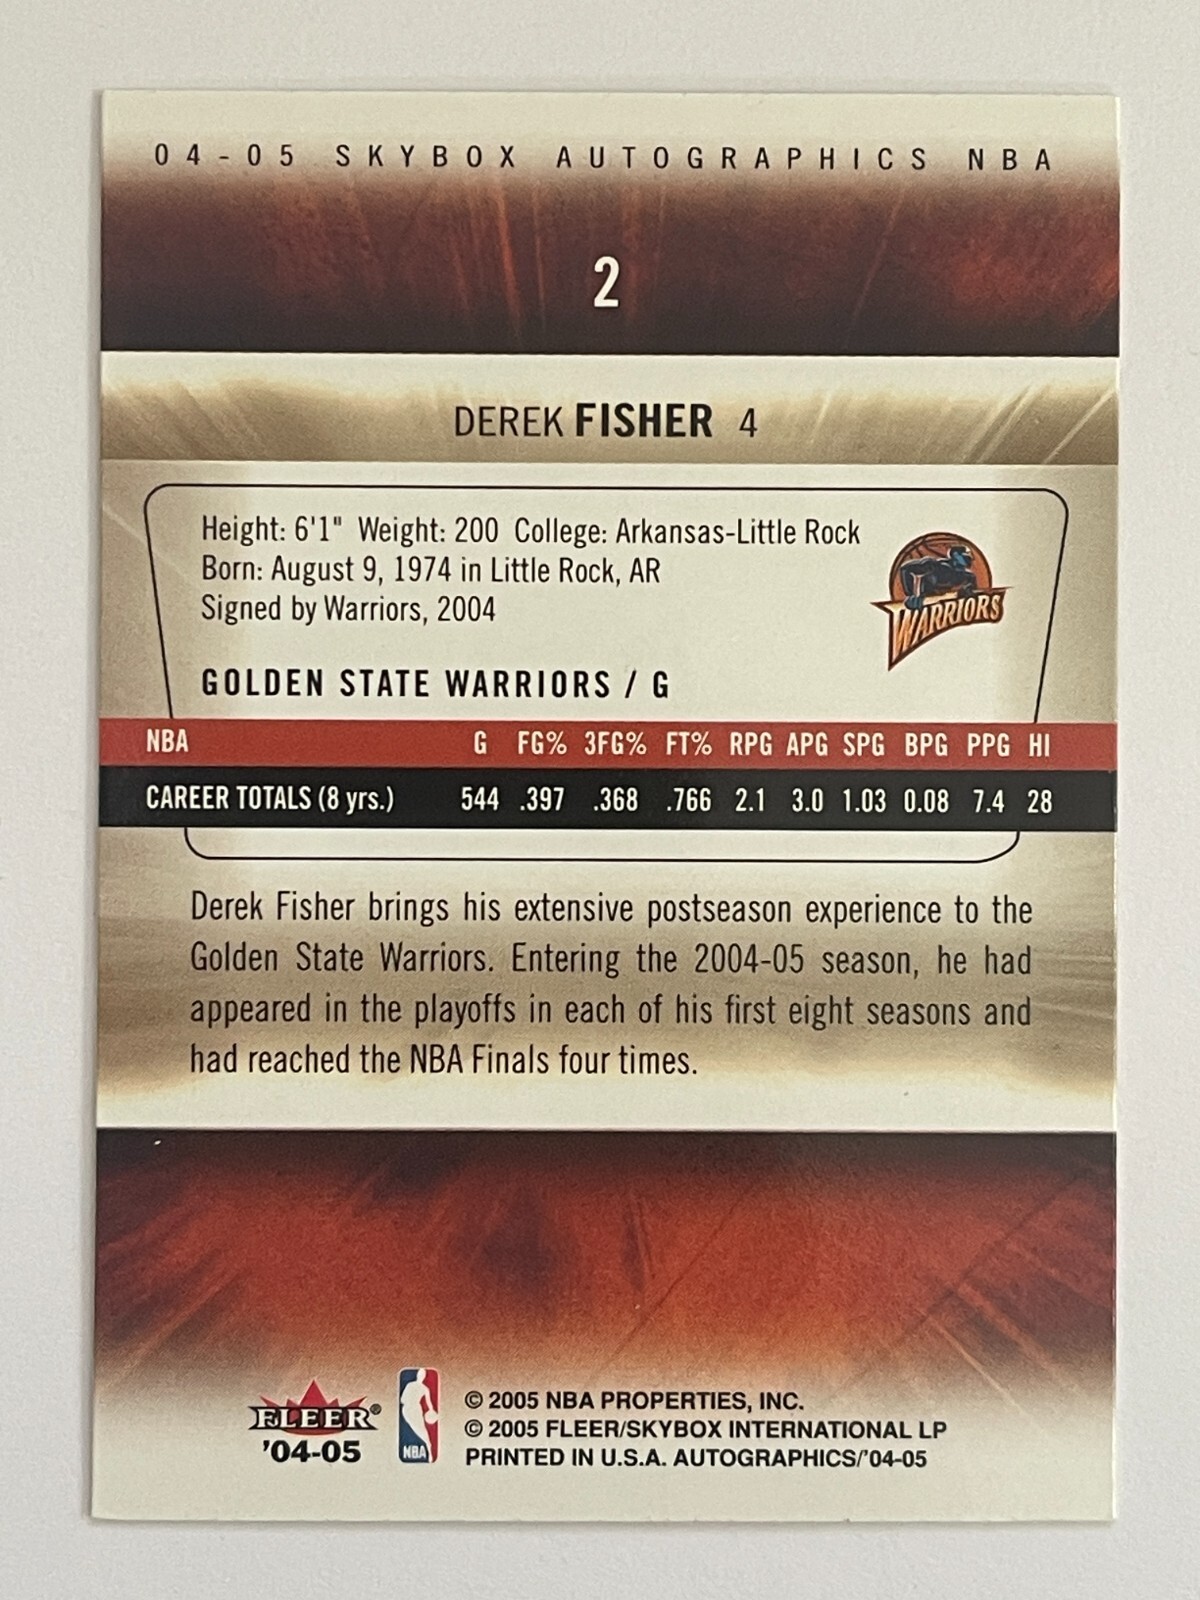 04-05 SKYBOX AUTOGRAPHICS NBA
2
DEREK FISHER 4
Height: 6'1" Weight: 200 College: Arkansas-Little Rock
Born: August 9, 1974 in Little Rock, AR
Signed by Warriors, 2004
WARRIORS
GOLDEN STATE WARRIORS / G
NBA G FG% 3FG% FT% RPG APG SPG BPG PPG HI
CAREER TOTALS (8 yrs.) 544 .397 .368 .766 2.1 3.0 1.03 0.08 7.4 28
Derek Fisher brings his extensive postseason experience to the
Golden State Warriors. Entering the 2004-05 season, he had
appeared in the playoffs in each of his first eight seasons and
had reached the NBA Finals four times.
FLEER®
'04-05
NBA
© 2005 NBA PROPERTIES, INC.
© 2005 FLEER/SKYBOX INTERNATIONAL LP
PRINTED IN U.S.A. AUTOGRAPHICS/'04-05